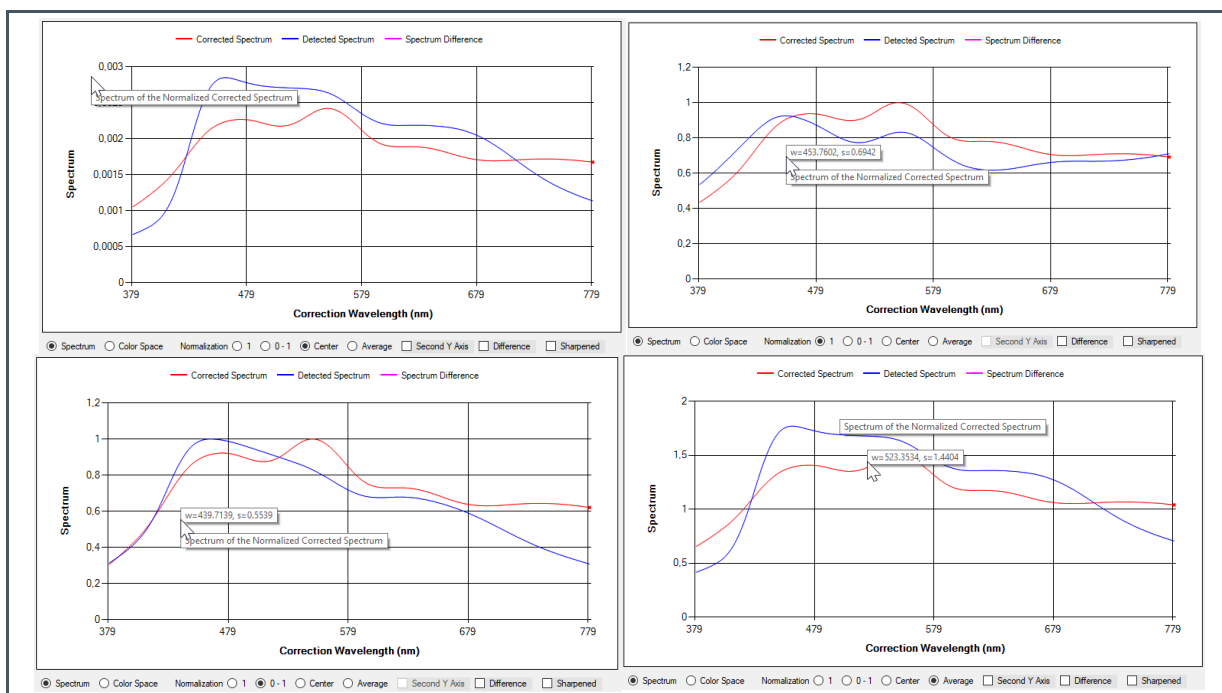 Corrected Spectrum Detected Spectrum Spectrum Difference
0,003
Spectrum of the Normalized Corrected Spectrum
0,002
0,0015
0,001
0,0005
0
379 479 579 679 779
Spectrum
Correction Wavelength (nm)
Spectrum Color Space Normalization 1 0 - 1 Center Average Second Y Axis Difference Sharpened
Corrected Spectrum Detected Spectrum Spectrum Difference
1,2
1
0,8
w=453.7602, s=0.6942
Spectrum of the Normalized Corrected Spectrum
0,6
0,4
0,2
0
379 479 579 679 779
Spectrum
Correction Wavelength (nm)
Spectrum Color Space Normalization 1 0 - 1 Center Average Second Y Axis Difference Sharpened
Corrected Spectrum Detected Spectrum Spectrum Difference
1,2
1
0,8
0,6
w=439.7139, s=0.5539
Spectrum of the Normalized Corrected Spectrum
0,4
0,2
0
379 479 579 679 779
Spectrum
Correction Wavelength (nm)
Spectrum Color Space Normalization 1 0 - 1 Center Average Second Y Axis Difference Sharpened
Corrected Spectrum Detected Spectrum Spectrum Difference
2
Spectrum of the Normalized Corrected Spectrum
1,5
w=523.3534, s=1.4404
1
0,5
0
379 479 579 679 779
Spectrum
Correction Wavelength (nm)
Spectrum Color Space Normalization 1 0 - 1 Center Average Second Y Axis Difference Sharpened